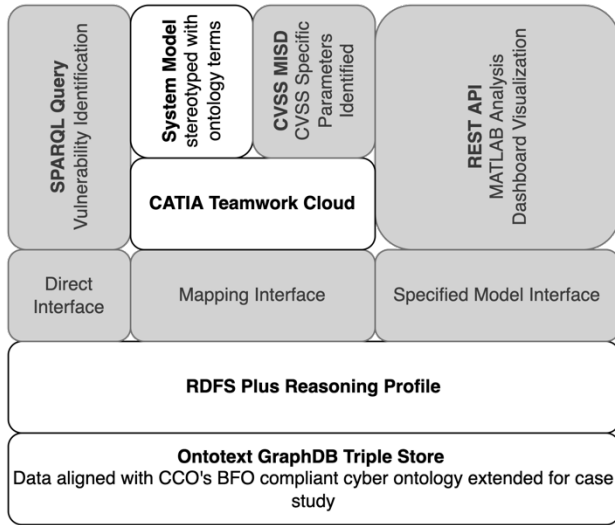 SPARQL Query
Vulnerability Identification
System Model
stereotyped with
ontology terms
CVSS MISD
CVSS Specific
Parameters
Identified
REST API
MATLAB Analysis
Dashboard Visualization
CATIA Teamwork Cloud
Direct
Interface
Mapping Interface
Specified Model Interface
RDFS Plus Reasoning Profile
Ontotext GraphDB Triple Store
Data aligned with CCO's BFO compliant cyber ontology extended for case
study